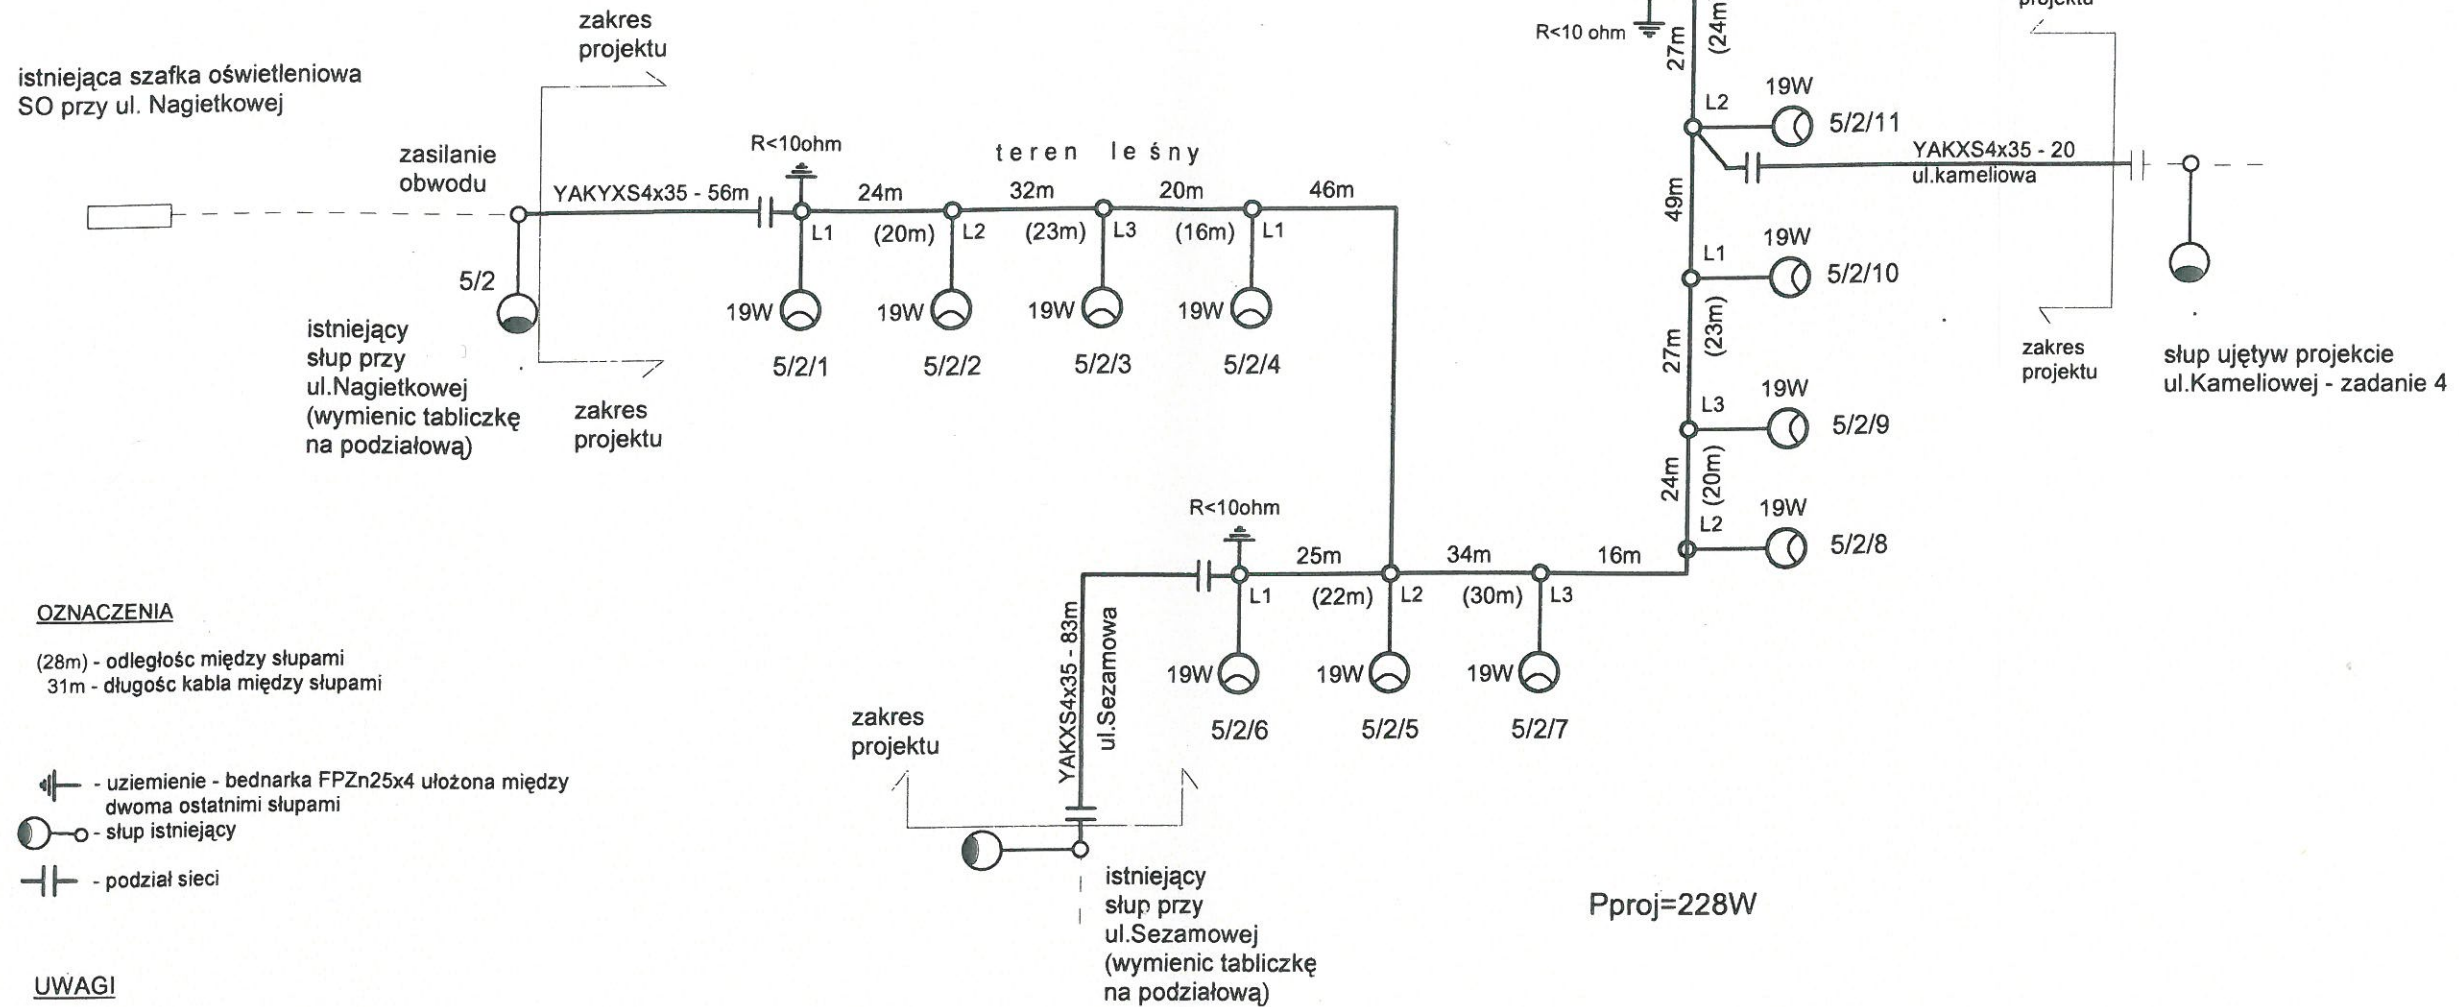 zakres
projektu
istniejąca szafka oświetleniowa
SO przy ul. Nagietkowej
zasilanie
obwodu
YAKYXS4x35 - 56m
R<10ohm
teren leśny
24m
32m
20m
46m
L1
(20m)
L2
(23m)
L3
(16m)
L1
5/2
19W
19W
19W
19W
5/2/1
5/2/2
5/2/3
5/2/4
istniejący
słup przy
ul.Nagietkowej
(wymienic tabliczkę
na podziałową)
zakres
projektu
R<10 ohm
27m
(24m
projektu
L2
19W
5/2/11
YAKXS4x35 - 20
ul.kameliowa
49m
L1
19W
5/2/10
27m
(23m)
zakres
projektu
słup ujętyw projekcie
ul.Kameliowej - zadanie 4
L3
19W
5/2/9
24m
(20m)
L2
19W
5/2/8
R<10ohm
25m
34m
16m
L1
(22m)
L2
(30m)
L3
19W
19W
19W
5/2/6
5/2/5
5/2/7
YAKXS4x35 - 83m
ul.Sezamowa
zakres
projektu
istniejący
słup przy
ul.Sezamowej
(wymienic tabliczkę
na podziałową)
Pproj=228W
OZNACZENIA
(28m) - odległośc między słupami
31m - długośc kabla między słupami
- uziemienie - bednarka FPZn25x4 ułożona między
dwoma ostatnimi słupami
- słup istniejący
- podział sieci
UWAGI